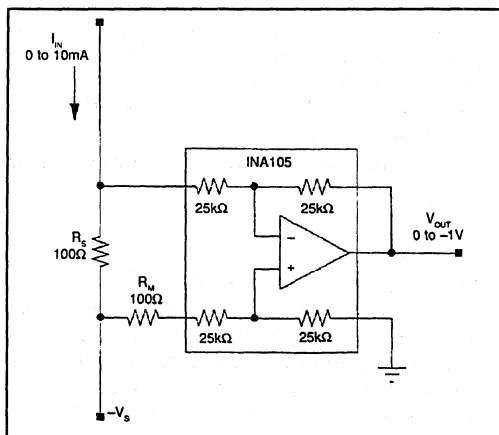 I_IN
0 to 10mA
INA105
25kΩ
25kΩ
−
V_OUT
0 to −1V
R_S
100Ω
+
R_M
100Ω
25kΩ
25kΩ
−V_S